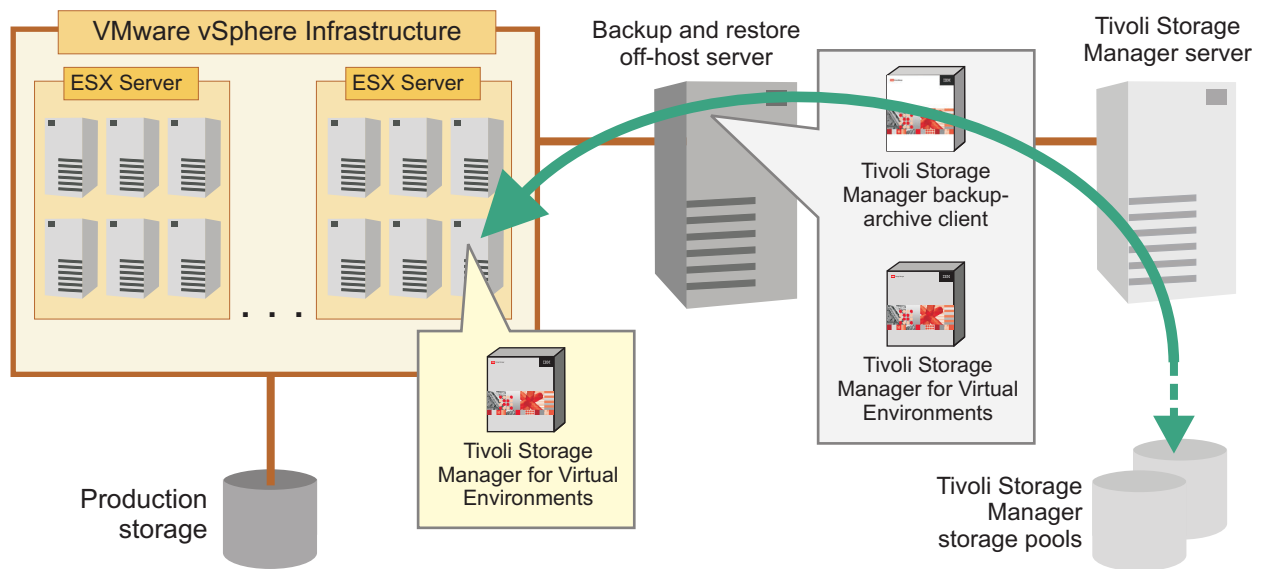 VMware vSphere Infrastructure
ESX Server
ESX Server
. . .
Backup and restore
off-host server
Tivoli Storage
Manager server
Tivoli Storage
Manager backup-
archive client
Tivoli Storage
Manager for Virtual
Environments
Tivoli Storage
Manager for Virtual
Environments
Production
storage
Tivoli Storage
Manager
storage pools